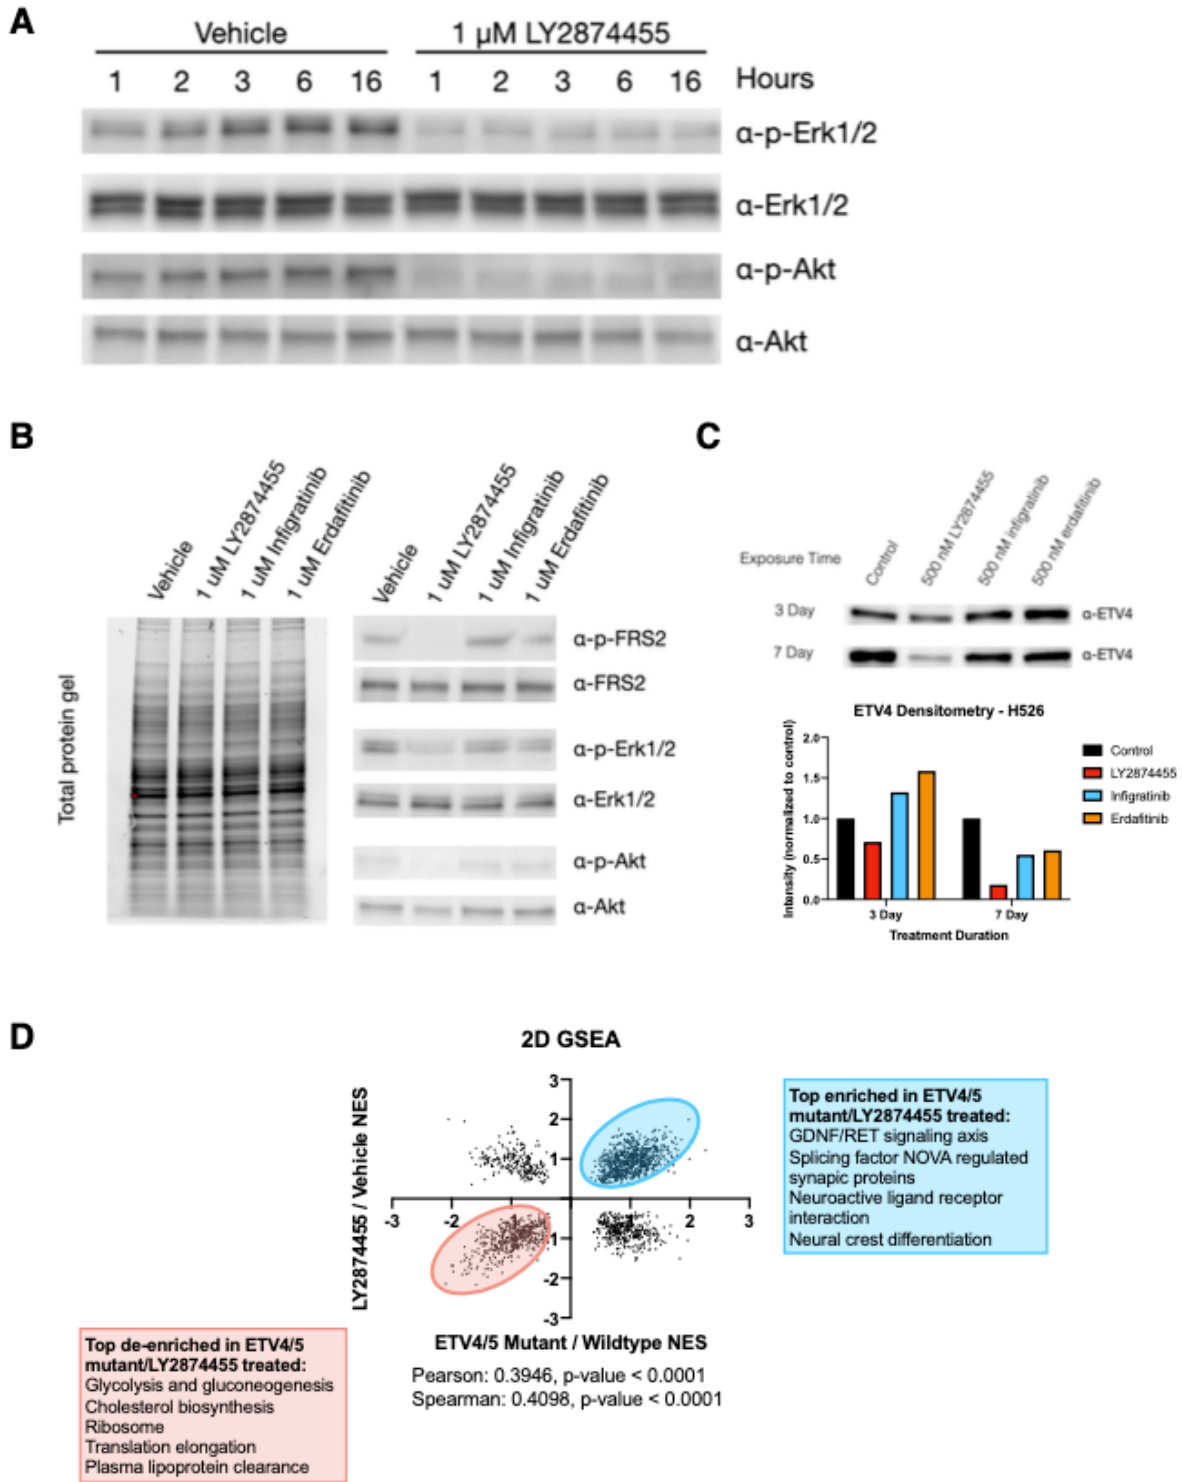 A
Vehicle
1 µM LY2874455
1 2 3 6 16 1 2 3 6 16 Hours
α-p-Erk1/2
α-Erk1/2
α-p-Akt
α-Akt
B
Total protein gel
Vehicle
1 uM LY2874455
1 uM Infigratinib
1 uM Erdafitinib
Vehicle
1 uM LY2874455
1 uM Infigratinib
1 uM Erdafitinib
α-p-FRS2
α-FRS2
α-p-Erk1/2
α-Erk1/2
α-p-Akt
α-Akt
C
Exposure Time
Control
500 nM LY2874455
500 nM infigratinib
500 nM erdafitinib
3 Day α-ETV4
7 Day α-ETV4
ETV4 Densitometry - H526
Intensity (normalized to control)
2.0
1.5
1.0
0.5
0.0
3 Day 7 Day
Treatment Duration
Control
LY2874455
Infigratinib
Erdafitinib
D
2D GSEA
LY2874455 / Vehicle NES
3
2
1
-3 -2 -1 1 2 3
-1
-2
-3
ETV4/5 Mutant / Wildtype NES
Pearson: 0.3946, p-value < 0.0001
Spearman: 0.4098, p-value < 0.0001
Top enriched in ETV4/5
mutant/LY2874455 treated:
GDNF/RET signaling axis
Splicing factor NOVA regulated
synapic proteins
Neuroactive ligand receptor
interaction
Neural crest differentiation
Top de-enriched in ETV4/5
mutant/LY2874455 treated:
Glycolysis and gluconeogenesis
Cholesterol biosynthesis
Ribosome
Translation elongation
Plasma lipoprotein clearance